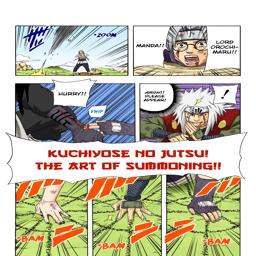 *ZOOM
MANDA!!
LORD
OROCHI-
MARU!!
HURRY!!
FWIP
PLEASE
APPEAR!
!
KUCHIYOSE NO JUTSU!
THE ART OF SUMMONING!!
*BAM
*BAM
*BAM